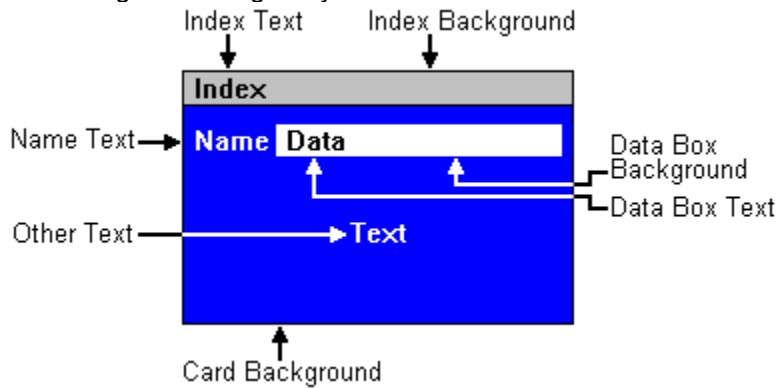 Index Text Index Background
Index
Name Text Name Data
Data Box
Background
Data Box Text
Other Text Text
Card Background